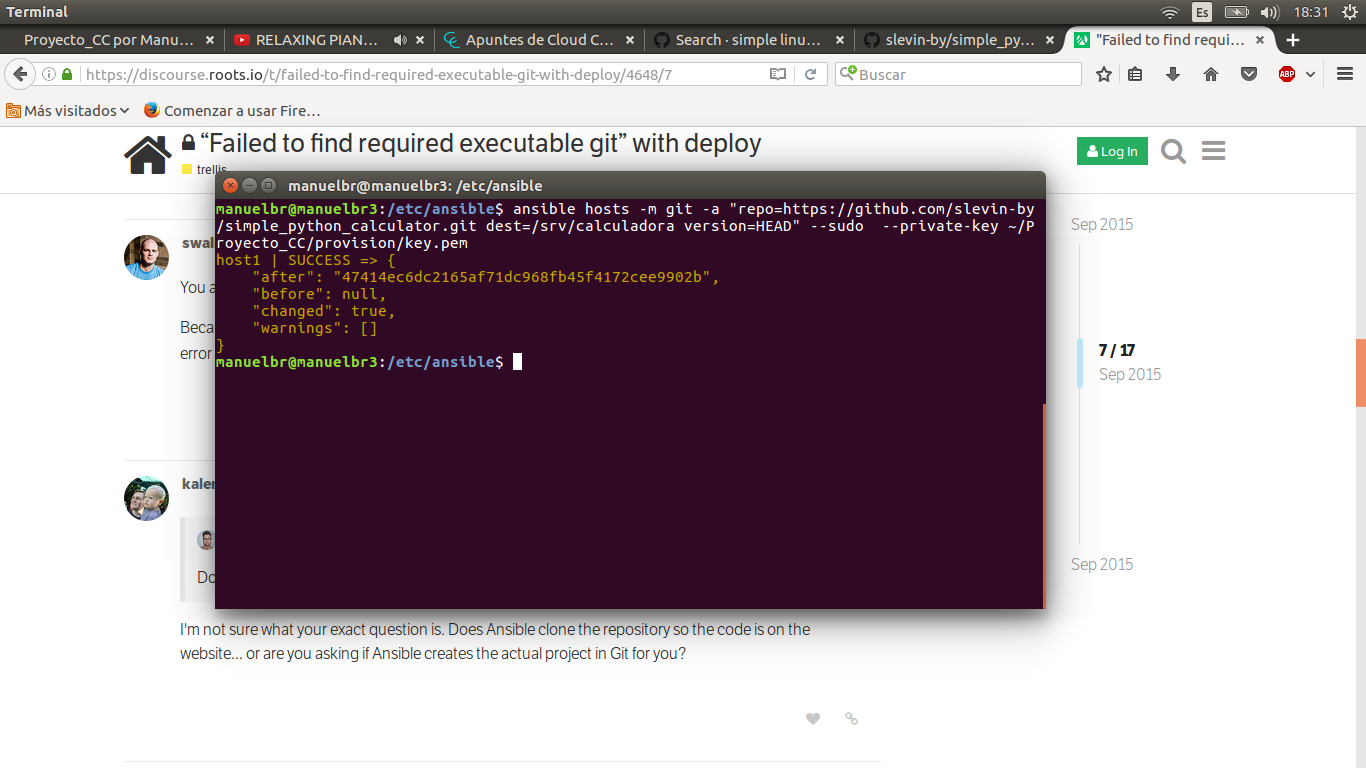 Terminal
Es
18:31
Proyecto_CC por Manu...
RELAXING PIAN...
Apuntes de Cloud C...
Search · simple linu...
slevin-by/simple_py...
"Failed to find requi...
https://discourse.roots.io/t/failed-to-find-required-executable-git-with-deploy/4648/7
Buscar
ABP
Más visitados
Comenzar a usar Fire...
“Failed to find required executable git” with deploy
trellis
Log In
manuelbr@manuelbr3: /etc/ansible
manuelbr@manuelbr3:/etc/ansible$ ansible hosts -m git -a "repo=https://github.com/slevin-by
/simple_python_calculator.git dest=/srv/calculadora version=HEAD" --sudo  --private-key ~/P
royecto_CC/provision/key.pem
host1 | SUCCESS => {
    "after": "47414ec6dc2165af71dc968fb45f4172cee9902b",
    "before": null,
    "changed": true,
    "warnings": []
}
manuelbr@manuelbr3:/etc/ansible$
swal
You a
Beca
error
Sep 2015
7 / 17
Sep 2015
Sep 2015
kaler
Do
I'm not sure what your exact question is. Does Ansible clone the repository so the code is on the
website... or are you asking if Ansible creates the actual project in Git for you?